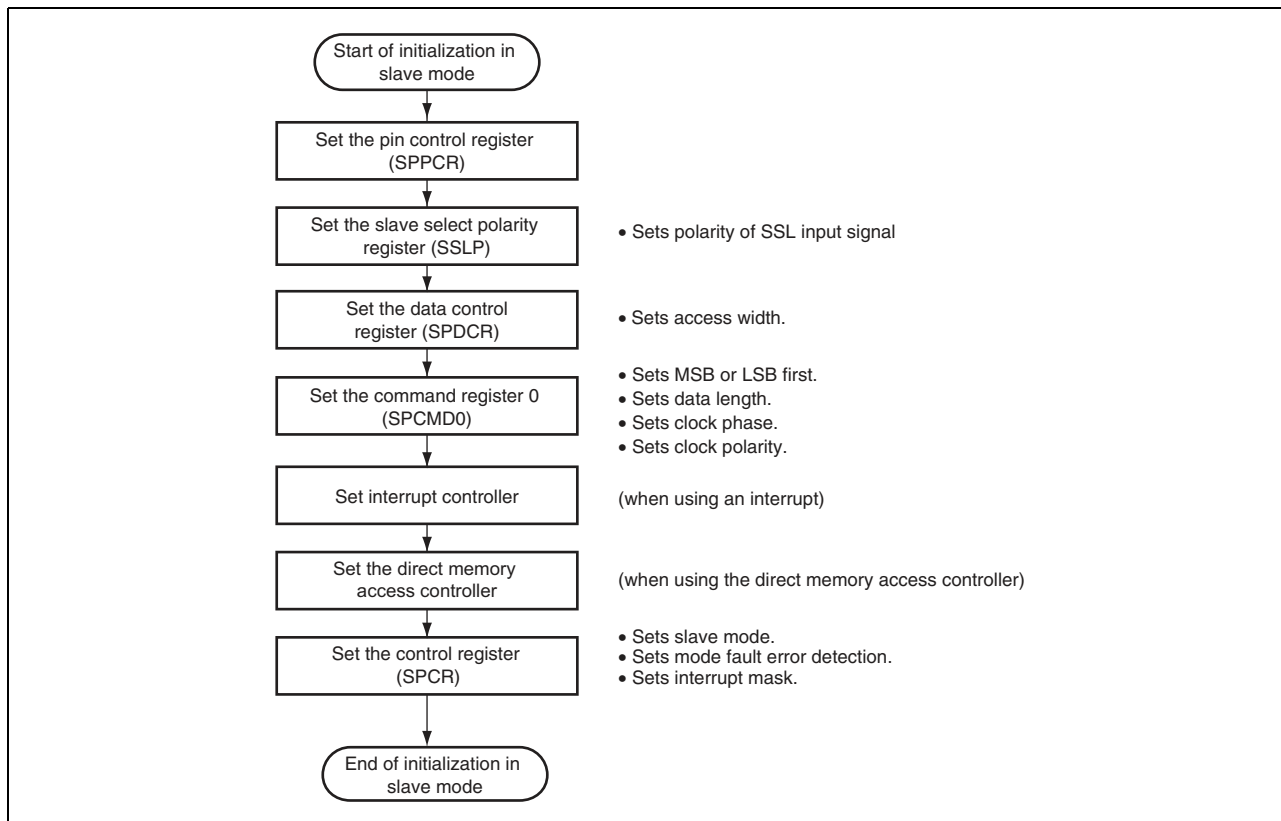 Start of initialization in
slave mode
Set the pin control register
(SPPCR)
Set the slave select polarity
register (SSLP)
• Sets polarity of SSL input signal
Set the data control
register (SPDCR)
• Sets access width.
Set the command register 0
(SPCMD0)
• Sets MSB or LSB first.
• Sets data length.
• Sets clock phase.
• Sets clock polarity.
Set interrupt controller
(when using an interrupt)
Set the direct memory
access controller
(when using the direct memory access controller)
Set the control register
(SPCR)
• Sets slave mode.
• Sets mode fault error detection.
• Sets interrupt mask.
End of initialization in
slave mode